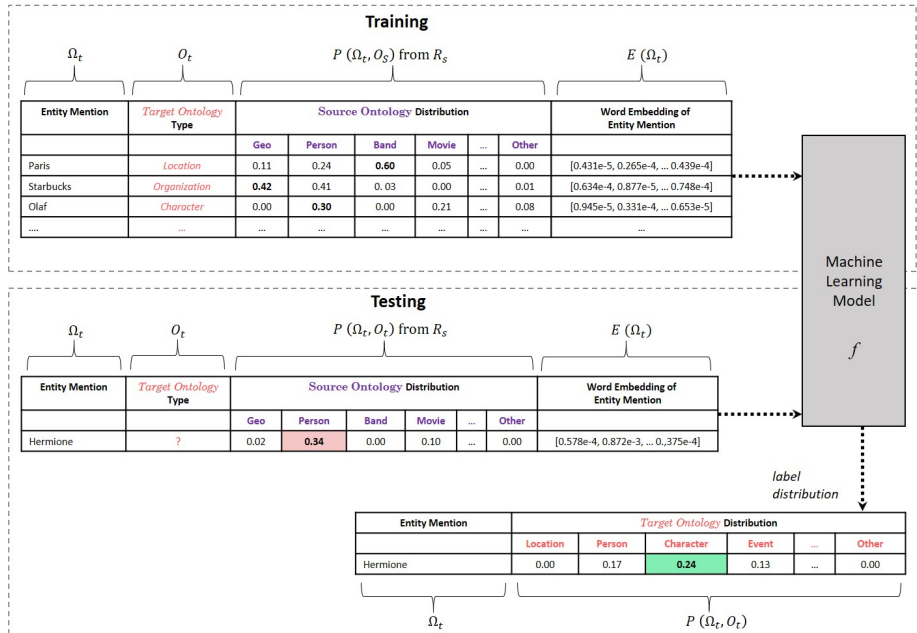 Training
Ω_t O_t P (Ω_t, O_S) from R_s E (Ω_t)
Entity Mention Target Ontology Type Source Ontology Distribution Word Embedding of Entity Mention
Geo Person Band Movie ... Other
Paris Location 0.11 0.24 0.60 0.05 ... 0.00 [0.431e-5, 0.265e-4, ... 0.439e-4]
Starbucks Organization 0.42 0.41 0. 03 0.00 ... 0.01 [0.634e-4, 0.877e-5, ... 0.748e-4]
Olaf Character 0.00 0.30 0.00 0.21 ... 0.08 [0.945e-5, 0.331e-4, ... 0.653e-5]
.... ... ... ... ... ... ... ... ...
Machine
Learning
Model
f
Testing
Ω_t O_t P (Ω_t, O_t) from R_s E (Ω_t)
Entity Mention Target Ontology Type Source Ontology Distribution Word Embedding of Entity Mention
Geo Person Band Movie ... Other
Hermione ? 0.02 0.34 0.00 0.10 ... 0.00 [0.578e-4, 0.872e-3, ... 0.,375e-4]
label
distribution
Entity Mention Target Ontology Distribution
Location Person Character Event ... Other
Hermione 0.00 0.17 0.24 0.13 ... 0.00
Ω_t P (Ω_t, O_t)